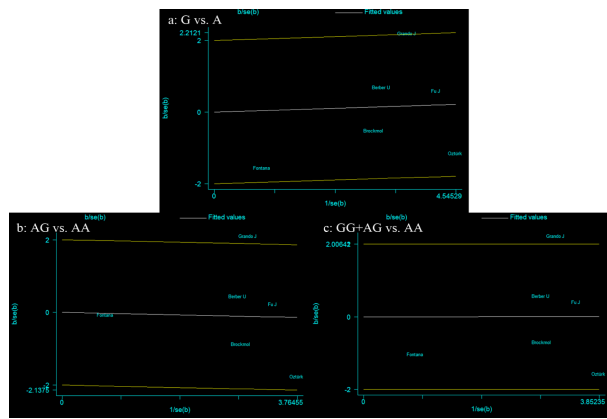 a: G vs. A
b/se(b)
Fitted values
2.2121
2
0
-2
b/se(b)
Grando J
Berber U
Fu J
Brockmol
Ozturk
Fontana
0
4.54529
1/se(b)
b: AG vs. AA
b/se(b)
Fitted values
2
0
-2
-2.1375
b/se(b)
Grando J
Berber U
Fu J
Fontana
Brockmol
Ozturk
0
3.76455
1/se(b)
c: GG+AG vs. AA
b/se(b)
Fitted values
2.00642
0
-2
b/se(b)
Grando J
Berber U
Fu J
Brockmol
Fontana
Ozturk
0
3.85235
1/se(b)